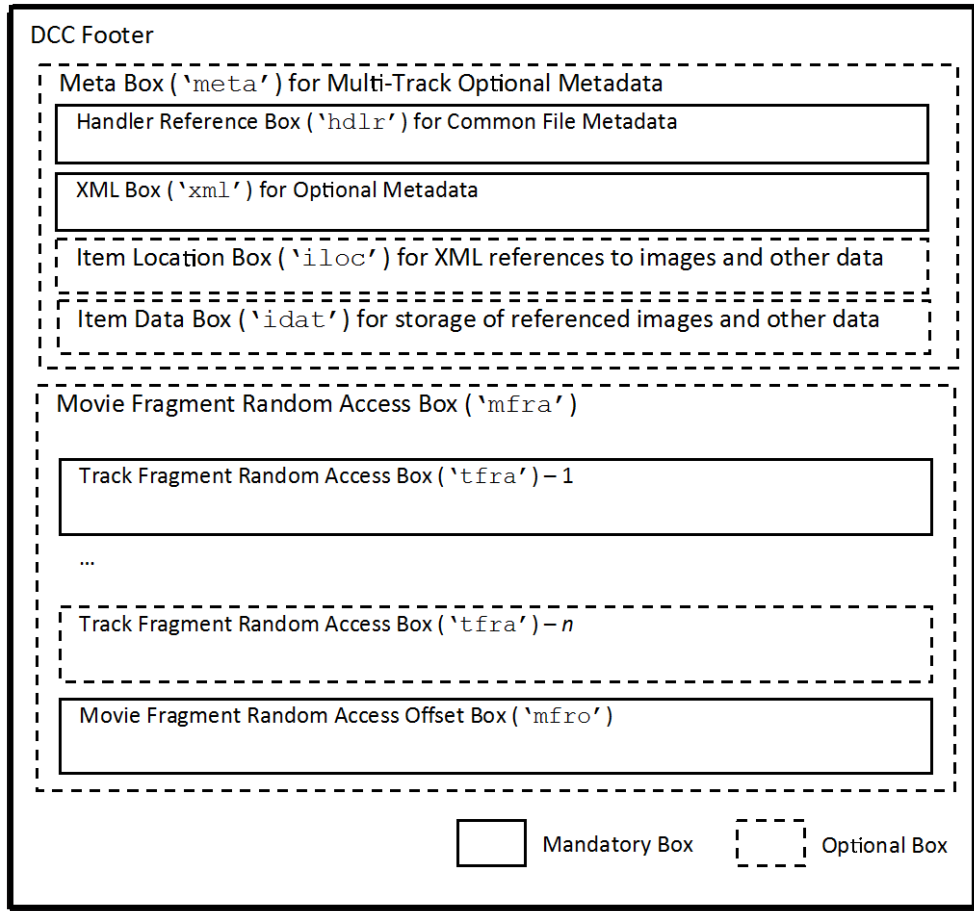 DCC Footer
Meta Box (‘meta’) for Multi-Track Optional Metadata
Handler Reference Box (‘hdlr’) for Common File Metadata
XML Box (‘xml’) for Optional Metadata
Item Location Box (‘iloc’) for XML references to images and other data
Item Data Box (‘idat’) for storage of referenced images and other data
Movie Fragment Random Access Box (‘mfra’)
Track Fragment Random Access Box (‘tfra’) – 1
...
Track Fragment Random Access Box (‘tfra’) – n
Movie Fragment Random Access Offset Box (‘mfro’)
Mandatory Box
Optional Box